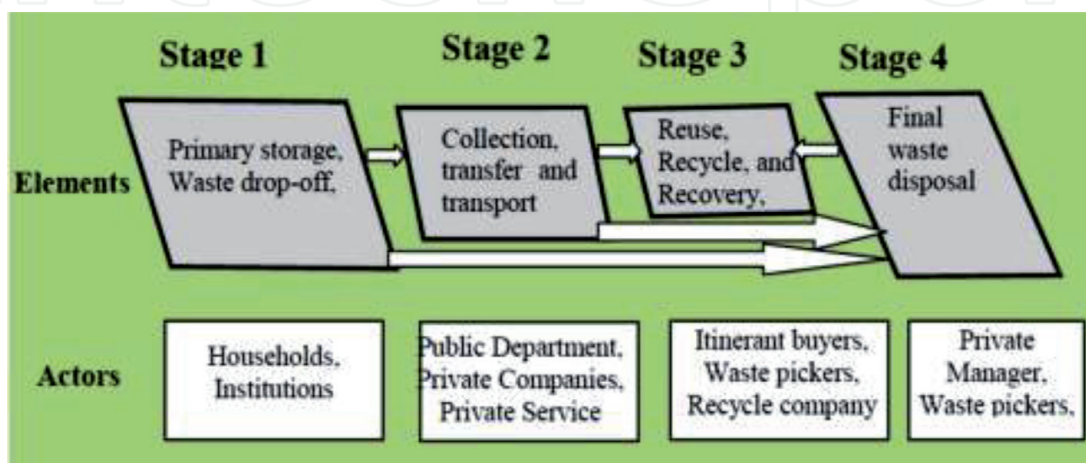 Stage 1
Stage 2
Stage 3
Stage 4
Elements
Primary storage,
Waste drop-off,
Collection,
transfer and
transport
Reuse,
Recycle, and
Recovery,
Final
waste
disposal
Actors
Households,
Institutions
Public Department,
Private Companies,
Private Service
Itinerant buyers,
Waste pickers,
Recycle company
Private
Manager,
Waste pickers,